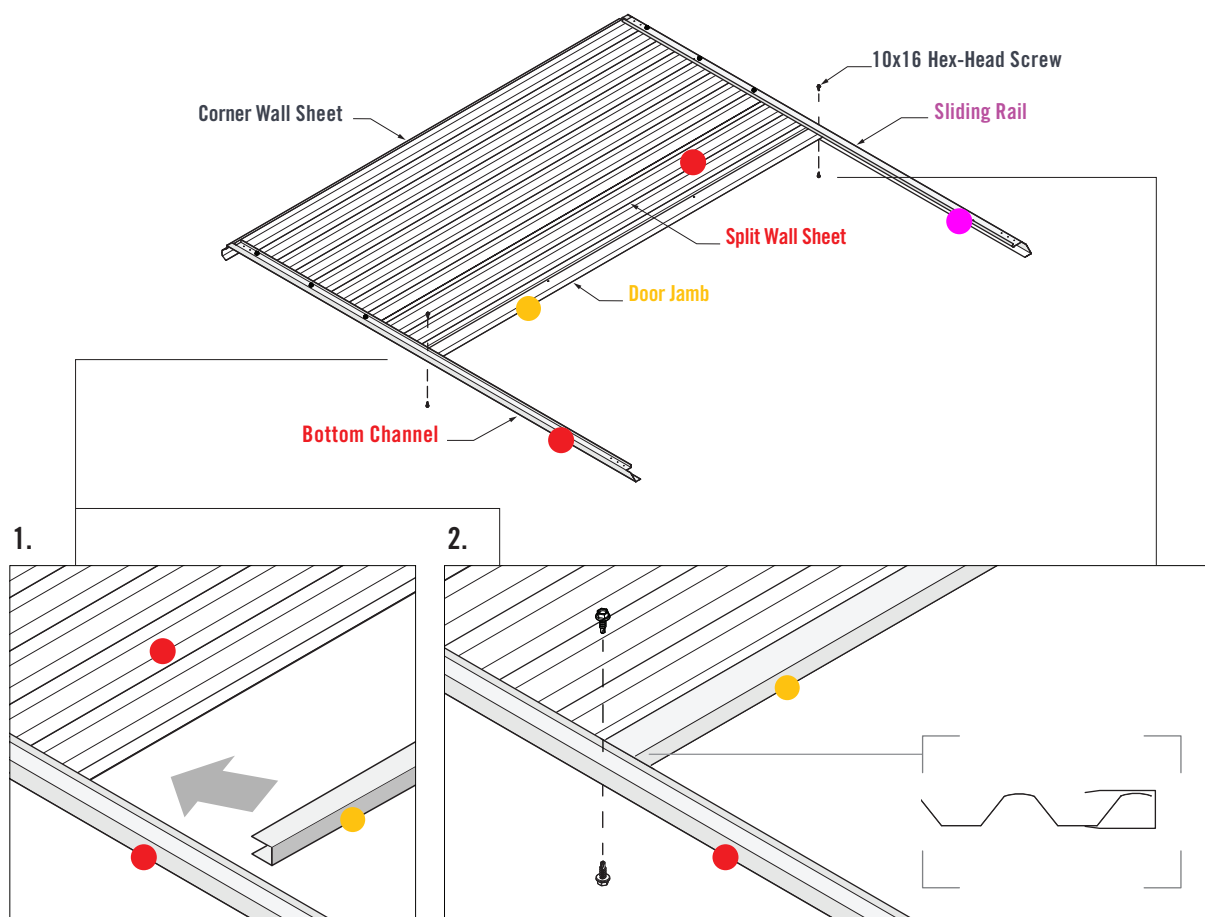 10x16 Hex-Head Screw
Corner Wall Sheet
Sliding Rail
Split Wall Sheet
Door Jamb
Bottom Channel
1.
2.